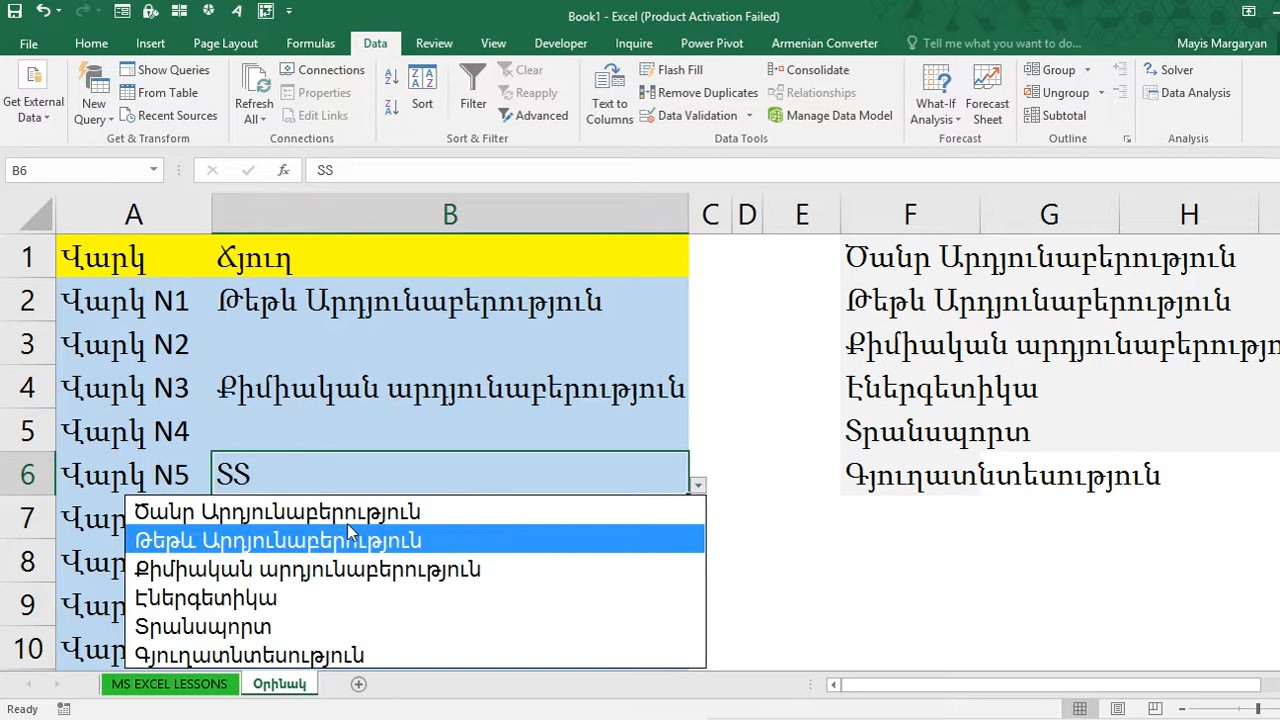 Book1 - Excel (Product Activation Failed)
File Home Insert Page Layout Formulas Data Review View Developer Inquire Power Pivot Armenian Converter Tell me what you want to do... Mayis Margaryan
Get External Data
New Query
Show Queries
From Table
Recent Sources
Get & Transform
Refresh All
Connections
Properties
Edit Links
Connections
Sort
Filter
Clear
Reapply
Advanced
Sort & Filter
Text to Columns
Flash Fill
Remove Duplicates
Data Validation
Consolidate
Relationships
Manage Data Model
Data Tools
What-If Analysis
Forecast Sheet
Forecast
Group
Ungroup
Subtotal
Outline
Solver
Data Analysis
Analysis
B6 fx ՏՏ
A B C D E F G H
1 Վարկ Ճյուղ Ծանր Արդյունաբերություն
2 Վարկ N1 Թեթև Արդյունաբերություն Թեթև Արդյունաբերություն
3 Վարկ N2 Քիմիական արդյունաբերությո
4 Վարկ N3 Քիմիական արդյունաբերություն Էներգետիկա
5 Վարկ N4 Տրանսպորտ
6 Վարկ N5 ՏՏ Գյուղատնտեսություն
7 Վար Ծանր Արդյունաբերություն
Թեթև Արդյունաբերություն
8 Վար Քիմիական արդյունաբերություն
9 Վար Էներգետիկա
Տրանսպորտ
10 Վար Գյուղատնտեսություն
MS EXCEL LESSONS Օրինակ
Ready